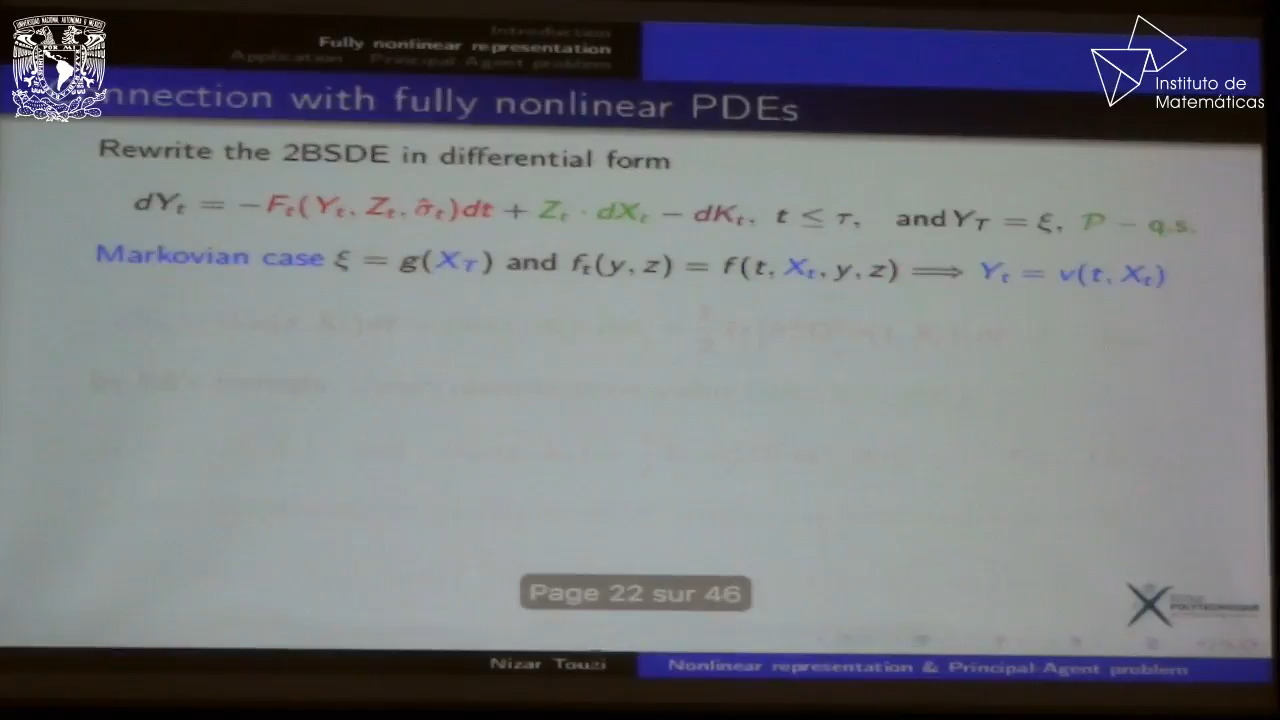 Introduction
Fully nonlinear representation
Application Principal Agent problem
nnection with fully nonlinear PDEs
Instituto de
Matemáticas
Rewrite the 2BSDE in differential form
dY_t = −F_t(Y_t, Z_t, σ̂_t)dt + Z_t · dX_t − dK_t, t ≤ τ, and Y_T = ξ, P − q.s.
Markovian case ξ = g(X_T) and f_t(y, z) = f(t, X_t, y, z) ⟹ Y_t = v(t, X_t)
Page 22 sur 46
POLYTECHNIQUE
Nizar Touzi
Nonlinear representation & Principal-Agent problem